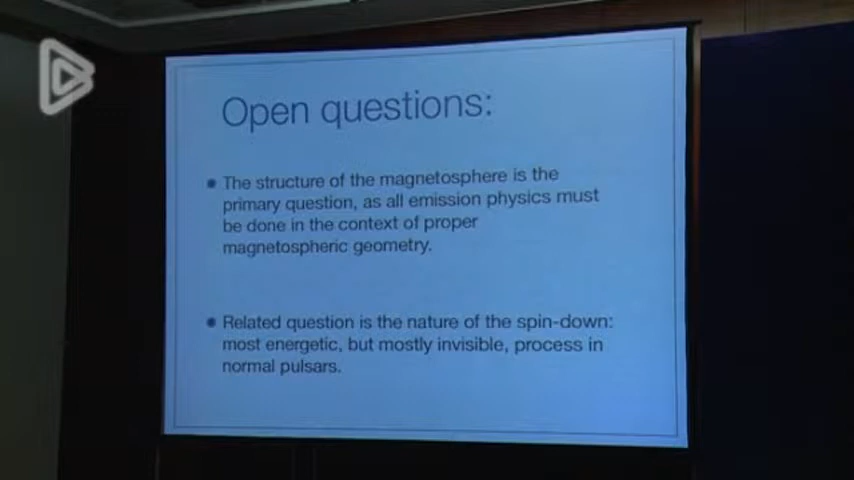 Open questions:
The structure of the magnetosphere is the
primary question, as all emission physics must
be done in the context of proper
magnetospheric geometry.
Related question is the nature of the spin-down:
most energetic, but mostly invisible, process in
normal pulsars.